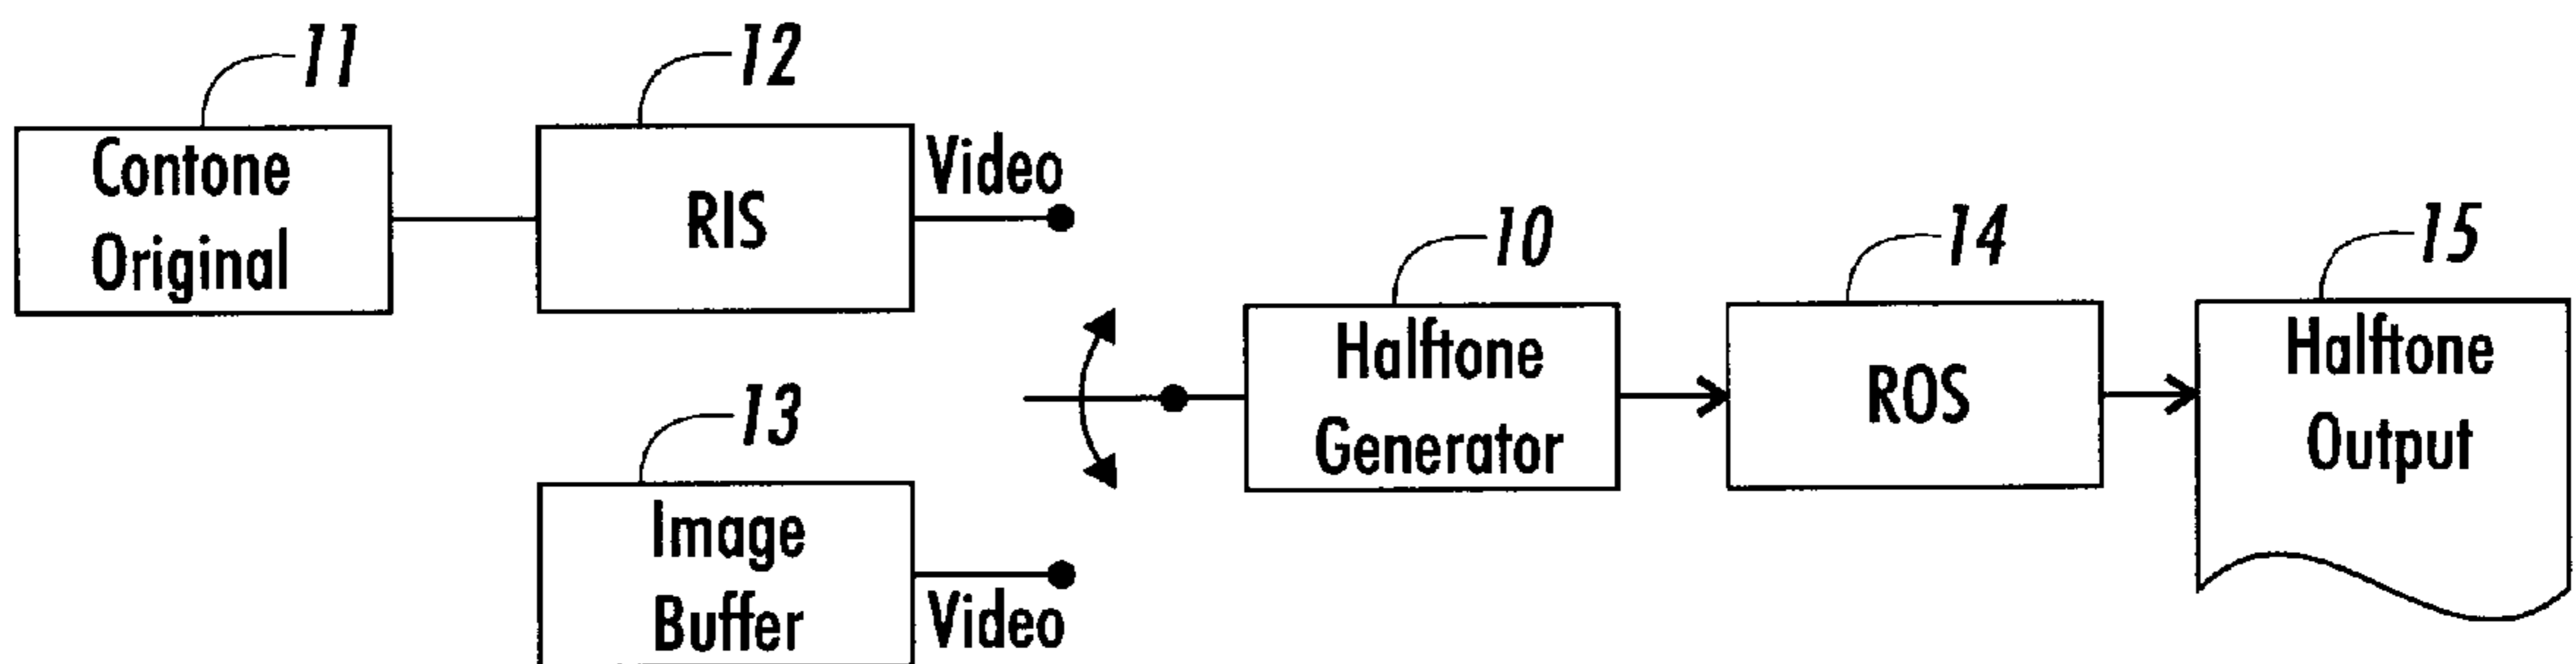 11
Contone
Original
12
RIS
Video
13
Image
Buffer
Video
10
Halftone
Generator
14
ROS
15
Halftone
Output